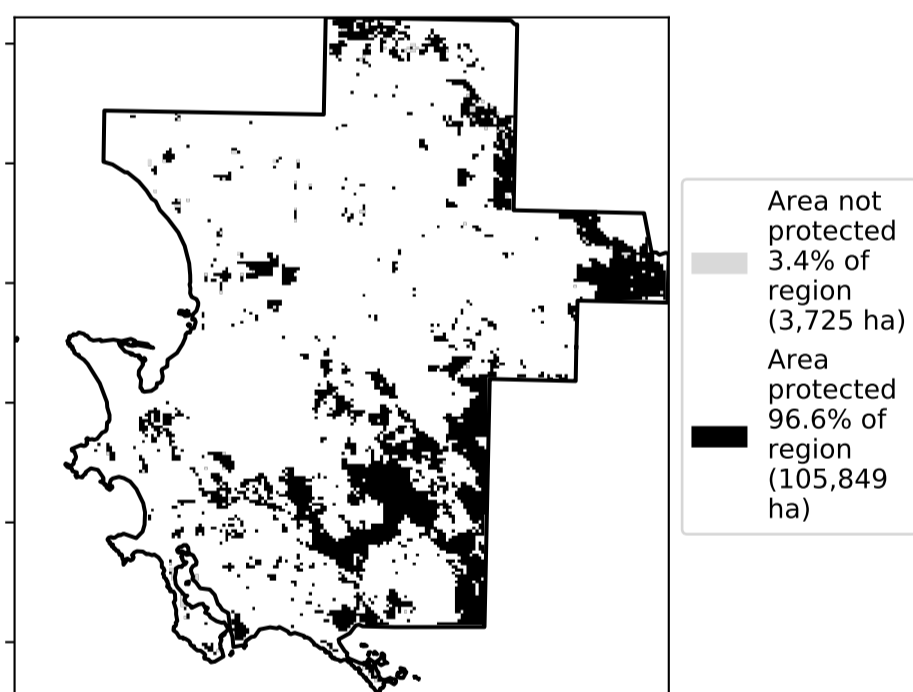 Area not
protected
3.4% of
region
(3,725 ha)
Area
protected
96.6% of
region
(105,849
ha)